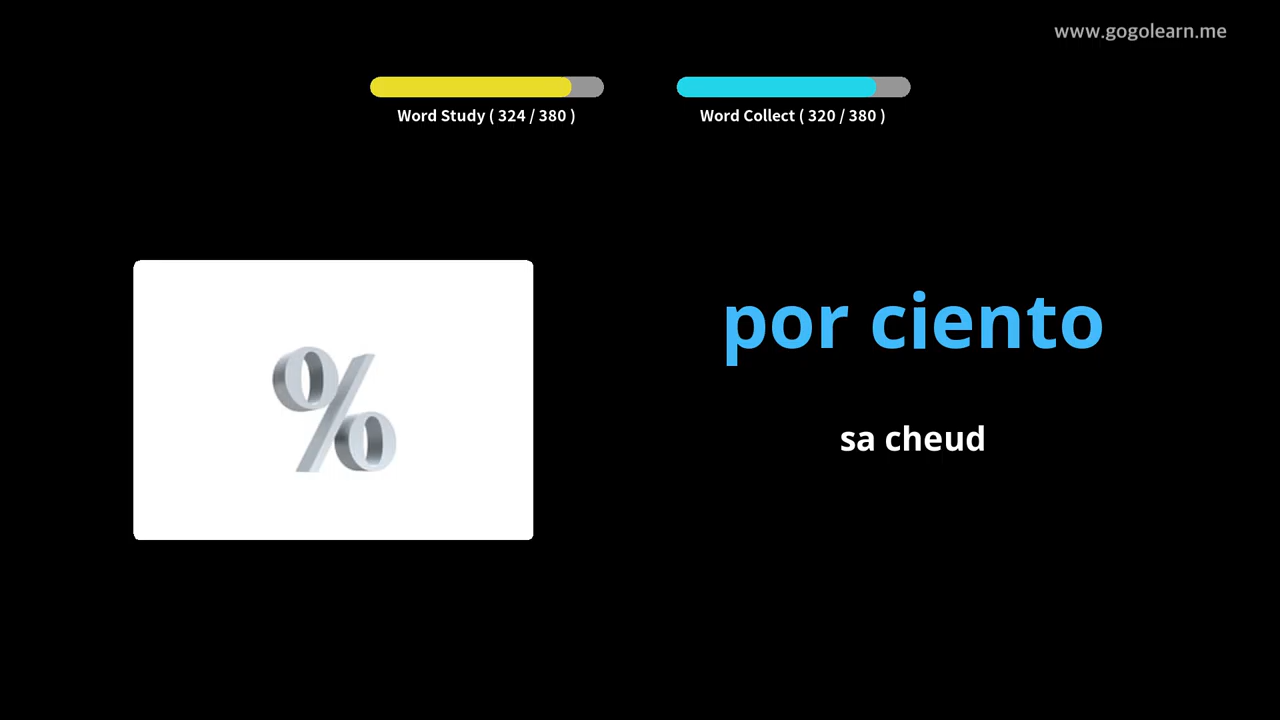 www.gogolearn.me
Word Study ( 324 / 380 )
Word Collect ( 320 / 380 )
%
por ciento
sa cheud